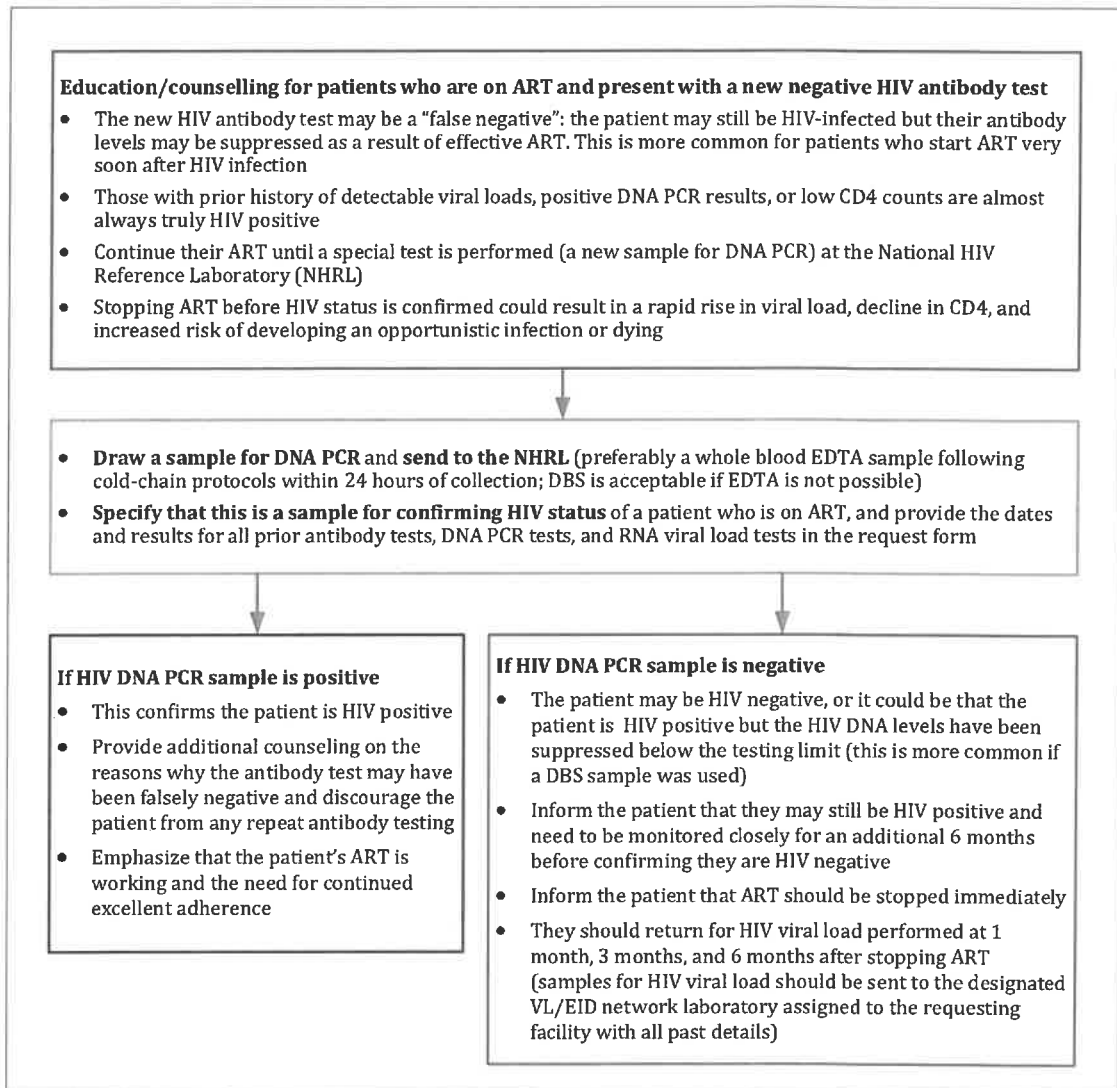 Education/counselling for patients who are on ART and present with a new negative HIV antibody test
• The new HIV antibody test may be a “false negative”: the patient may still be HIV-infected but their antibody
levels may be suppressed as a result of effective ART. This is more common for patients who start ART very
soon after HIV infection
• Those with prior history of detectable viral loads, positive DNA PCR results, or low CD4 counts are almost
always truly HIV positive
• Continue their ART until a special test is performed (a new sample for DNA PCR) at the National HIV
Reference Laboratory (NHRL)
• Stopping ART before HIV status is confirmed could result in a rapid rise in viral load, decline in CD4, and
increased risk of developing an opportunistic infection or dying
• Draw a sample for DNA PCR and send to the NHRL (preferably a whole blood EDTA sample following
cold-chain protocols within 24 hours of collection; DBS is acceptable if EDTA is not possible)
• Specify that this is a sample for confirming HIV status of a patient who is on ART, and provide the dates
and results for all prior antibody tests, DNA PCR tests, and RNA viral load tests in the request form
If HIV DNA PCR sample is positive
• This confirms the patient is HIV positive
• Provide additional counseling on the
reasons why the antibody test may have
been falsely negative and discourage the
patient from any repeat antibody testing
• Emphasize that the patient’s ART is
working and the need for continued
excellent adherence
If HIV DNA PCR sample is negative
• The patient may be HIV negative, or it could be that the
patient is HIV positive but the HIV DNA levels have been
suppressed below the testing limit (this is more common if
a DBS sample was used)
• Inform the patient that they may still be HIV positive and
need to be monitored closely for an additional 6 months
before confirming they are HIV negative
• Inform the patient that ART should be stopped immediately
• They should return for HIV viral load performed at 1
month, 3 months, and 6 months after stopping ART
(samples for HIV viral load should be sent to the designated
VL/EID network laboratory assigned to the requesting
facility with all past details)